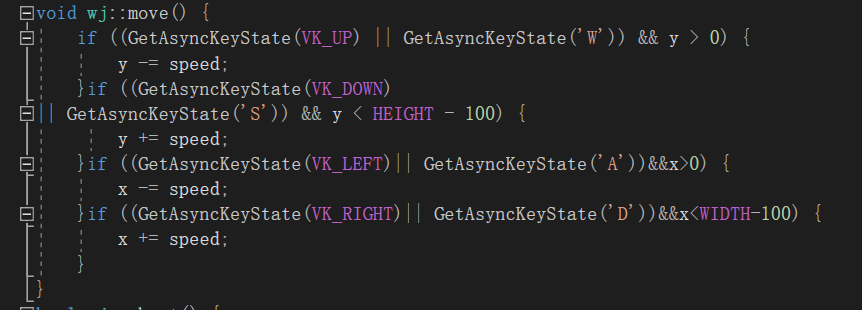 void wj::move() {
    if ((GetAsyncKeyState(VK_UP) || GetAsyncKeyState('W')) && y > 0) {
        y -= speed;
    }if ((GetAsyncKeyState(VK_DOWN)
|| GetAsyncKeyState('S')) && y < HEIGHT - 100) {
        y += speed;
    }if ((GetAsyncKeyState(VK_LEFT)|| GetAsyncKeyState('A'))&&x>0) {
        x -= speed;
    }if ((GetAsyncKeyState(VK_RIGHT)|| GetAsyncKeyState('D'))&&x<WIDTH-100) {
        x += speed;
    }
}